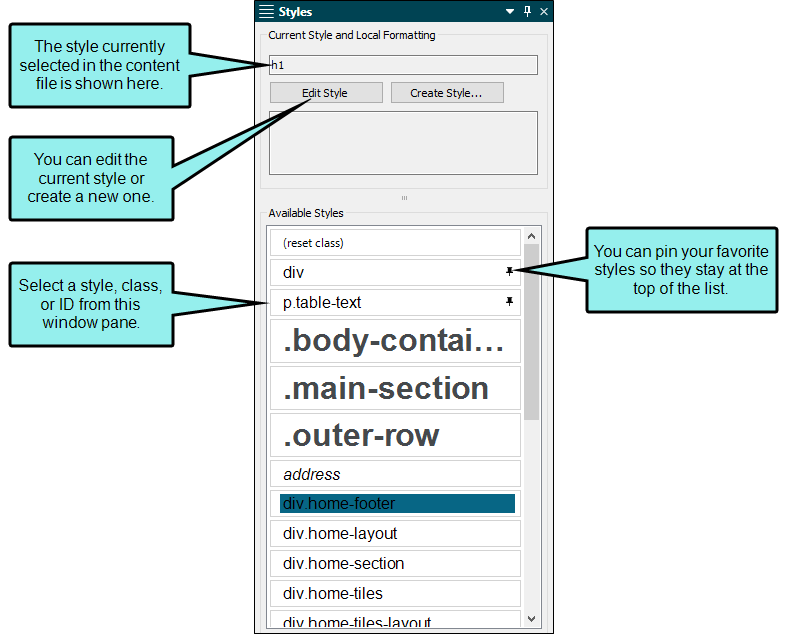 Styles
Current Style and Local Formatting
The style currently
selected in the content
file is shown here.
h1
Edit Style
Create Style...
You can edit the
current style or
create a new one.
Available Styles
(reset class)
You can pin your favorite
styles so they stay at the
top of the list.
div
Select a style, class,
or ID from this
window pane.
p.table-text
.body-contai...
.main-section
.outer-row
address
div.home-footer
div.home-layout
div.home-section
div.home-tiles
div.home-tiles-layout